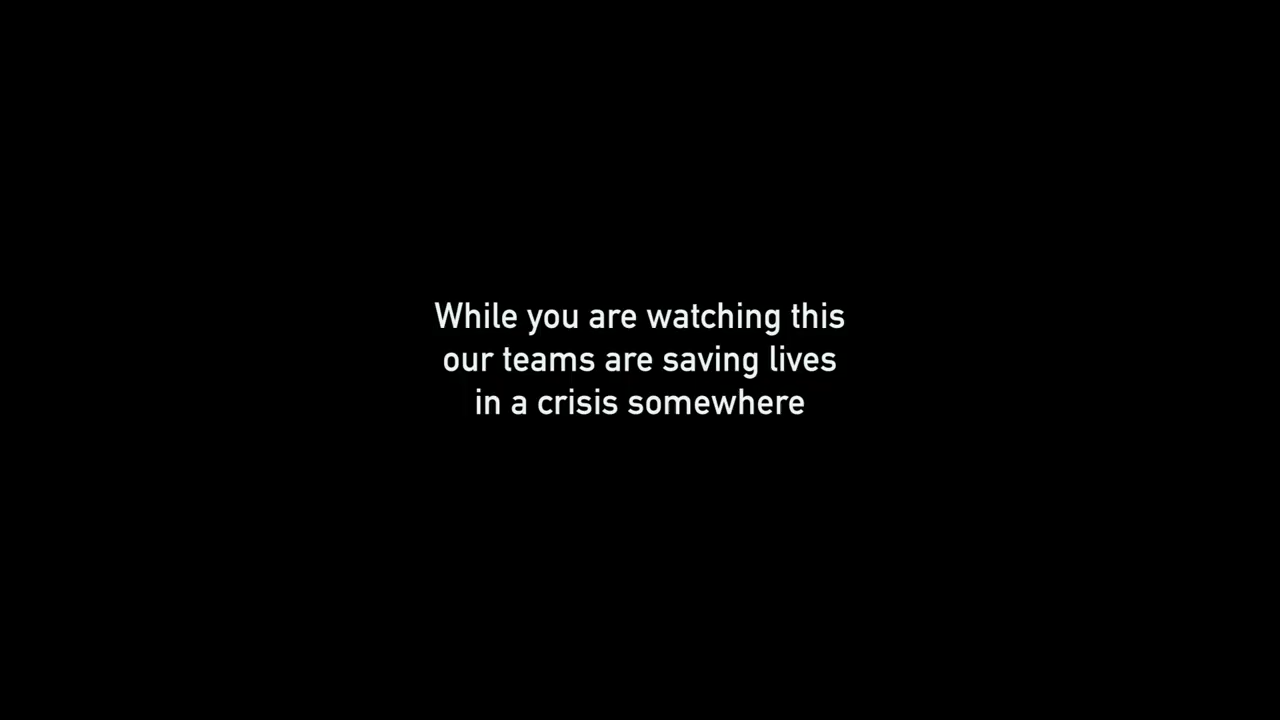 While you are watching this
our teams are saving lives
in a crisis somewhere